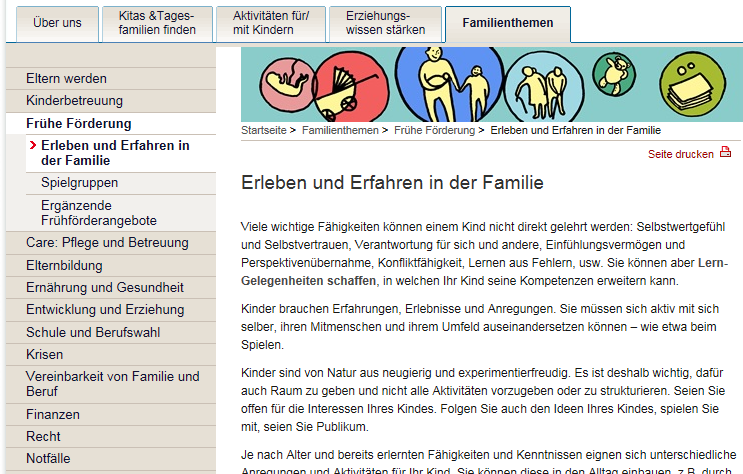 Über uns
Kitas &Tages-
familien finden
Aktivitäten für/
mit Kindern
Erziehungs-
wissen stärken
Familienthemen
Eltern werden
Kinderbetreuung
Frühe Förderung
Erleben und Erfahren in
der Familie
Spielgruppen
Ergänzende
Frühförderangebote
Care: Pflege und Betreuung
Elternbildung
Ernährung und Gesundheit
Entwicklung und Erziehung
Schule und Berufswahl
Krisen
Vereinbarkeit von Familie und
Beruf
Finanzen
Recht
Notfälle
Startseite > Familienthemen > Frühe Förderung > Erleben und Erfahren in der Familie
Seite drucken
Erleben und Erfahren in der Familie
Viele wichtige Fähigkeiten können einem Kind nicht direkt gelehrt werden: Selbstwertgefühl
und Selbstvertrauen, Verantwortung für sich und andere, Einfühlungsvermögen und
Perspektivenübernahme, Konfliktfähigkeit, Lernen aus Fehlern, usw. Sie können aber Lern-
Gelegenheiten schaffen, in welchen Ihr Kind seine Kompetenzen erweitern kann.
Kinder brauchen Erfahrungen, Erlebnisse und Anregungen. Sie müssen sich aktiv mit sich
selber, ihren Mitmenschen und ihrem Umfeld auseinandersetzen können – wie etwa beim
Spielen.
Kinder sind von Natur aus neugierig und experimentierfreudig. Es ist deshalb wichtig, dafür
auch Raum zu geben und nicht alle Aktivitäten vorzugeben oder zu strukturieren. Seien Sie
offen für die Interessen Ihres Kindes. Folgen Sie auch den Ideen Ihres Kindes, spielen Sie
mit, seien Sie Publikum.
Je nach Alter und bereits erlernten Fähigkeiten und Kenntnissen eignen sich unterschiedliche
Anregungen und Aktivitäten für Ihr Kind. Sie können diese in den Alltag einbauen, z.B. durch